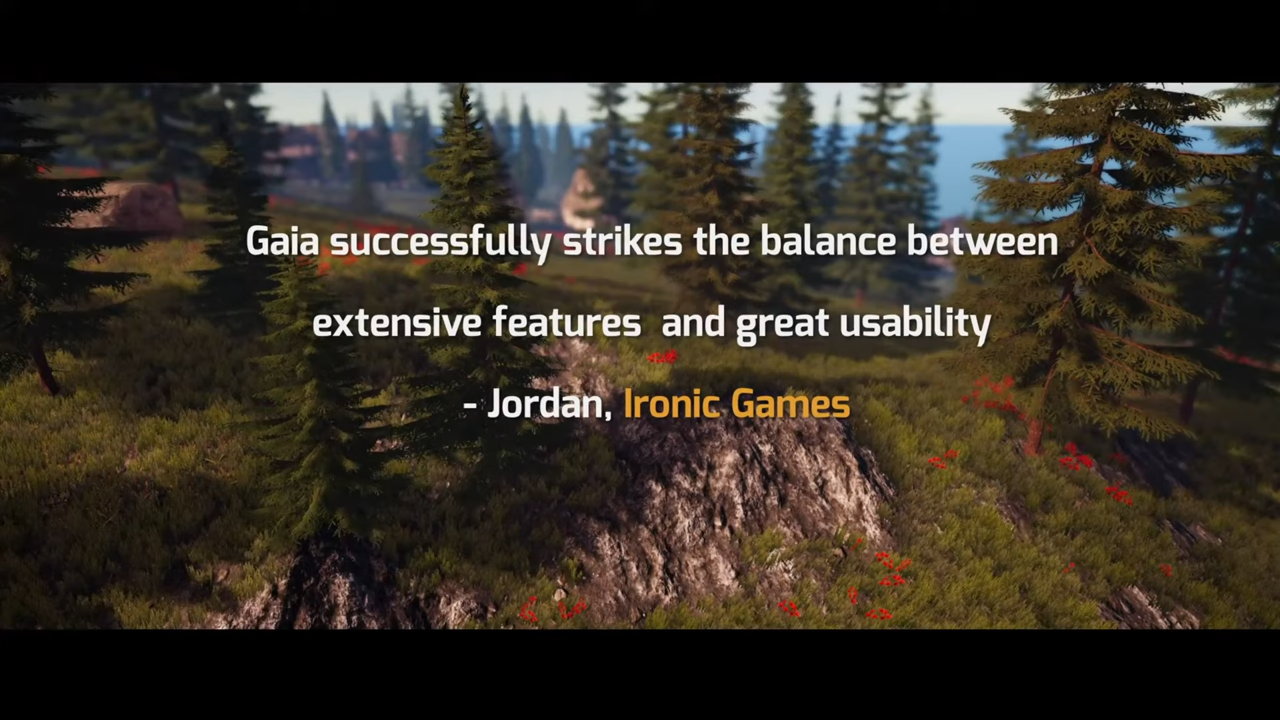 Gaia successfully strikes the balance between
extensive features  and great usability
- Jordan, Ironic Games